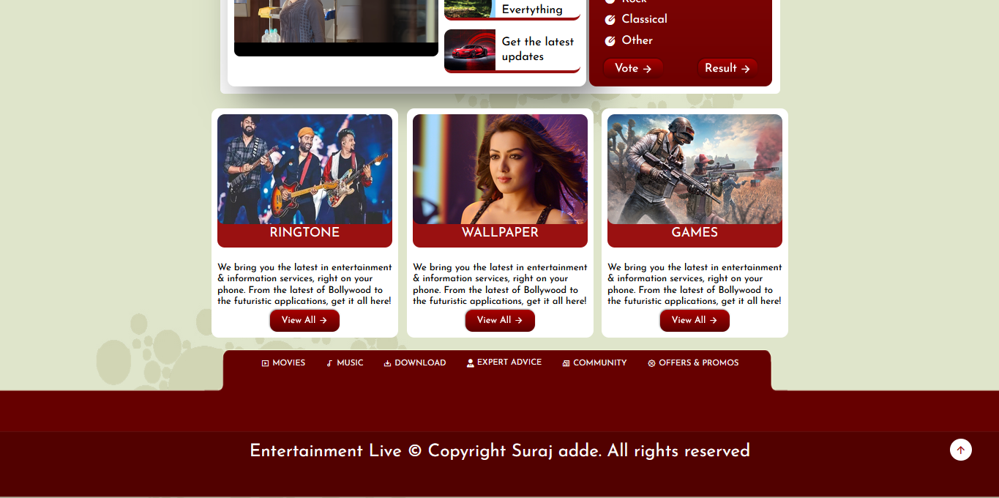 Evertything
Get the latest
updates
Rock
Classical
Other
Vote →
Result →
RINGTONE
We bring you the latest in entertainment
& information services, right on your
phone. From the latest of Bollywood to
the futuristic applications, get it all here!
View All →
WALLPAPER
We bring you the latest in entertainment
& information services, right on your
phone. From the latest of Bollywood to
the futuristic applications, get it all here!
View All →
GAMES
We bring you the latest in entertainment
& information services, right on your
phone. From the latest of Bollywood to
the futuristic applications, get it all here!
View All →
MOVIES MUSIC DOWNLOAD EXPERT ADVICE COMMUNITY OFFERS & PROMOS
Entertainment Live © Copyright Suraj adde. All rights reserved